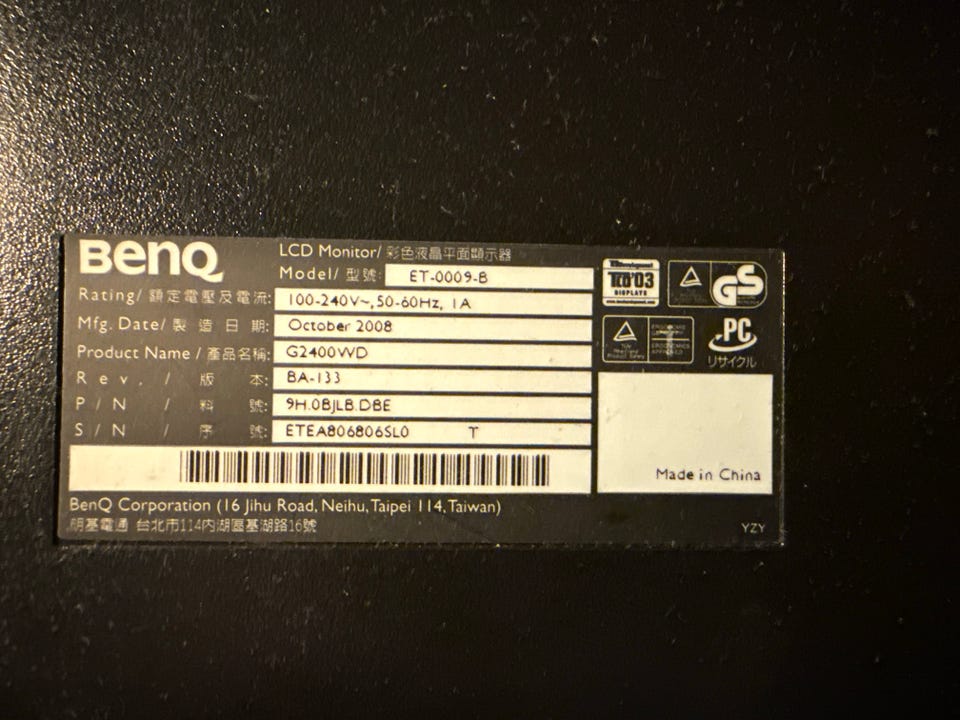 BenQ
LCD Monitor/ 彩色液晶平面顯示器
Model/ 型號: ET-0009-B
Rating/ 額定電壓及電流: 100-240V~, 50-60Hz, 1A
Mfg. Date/ 製造日期: October 2008
Product Name / 產品名稱: G2400WD
Rev. / 版本: BA-133
P/N / 料號: 9H.0BJLB.DBE
S/N / 序號: ETEA806806SL0 T
TCO'03
DISPLAYS
GS
ERGONOMICS
APPROVED
PC
リサイクル
Made in China
BenQ Corporation (16 Jihu Road, Neihu, Taipei 114, Taiwan)
明基電通 台北市114內湖區基湖路16號
YZY